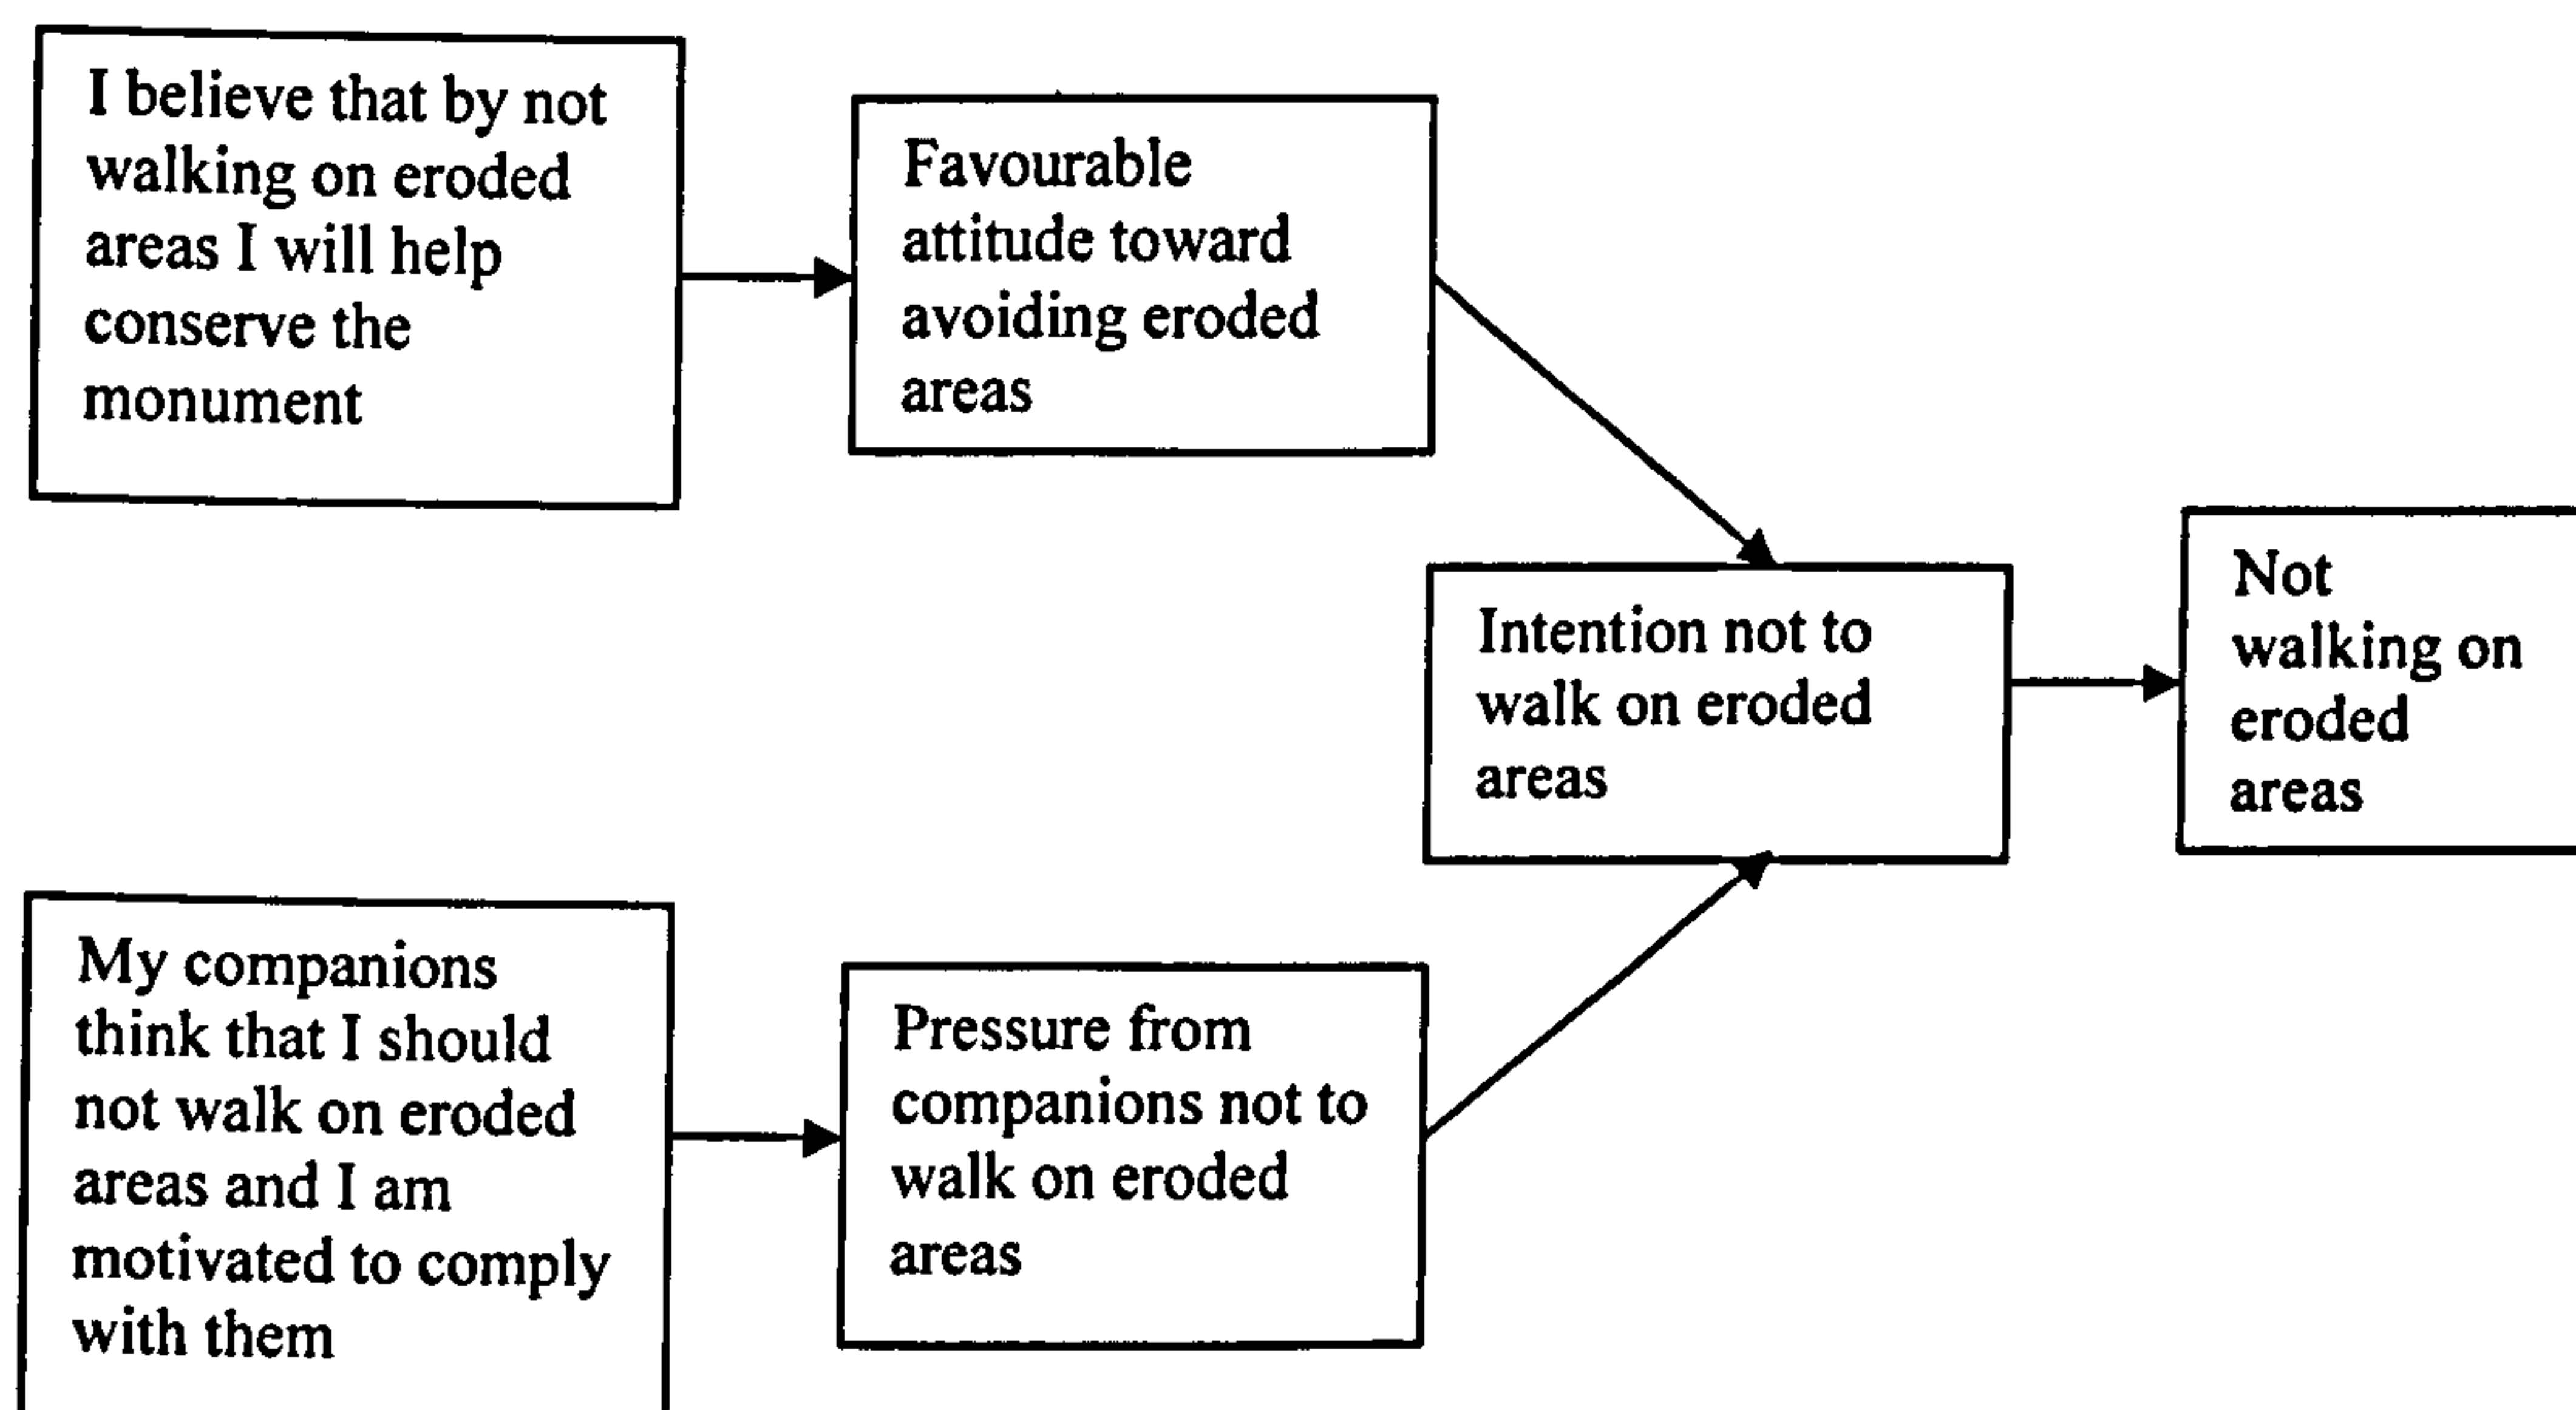 I believe that by not
walking on eroded
areas I will help
conserve the
monument
Favourable
attitude toward
avoiding eroded
areas
Intention not to
walk on eroded
areas
Not
walking on
eroded
areas
My companions
think that I should
not walk on eroded
areas and I am
motivated to comply
with them
Pressure from
companions not to
walk on eroded
areas